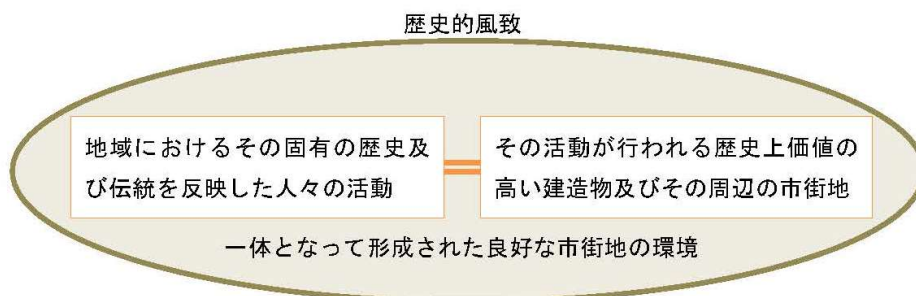 歴史的風致
地域におけるその固有の歴史及
び伝統を反映した人々の活動
その活動が行われる歴史上価値の
高い建造物及びその周辺の市街地
一体となって形成された良好な市街地の環境